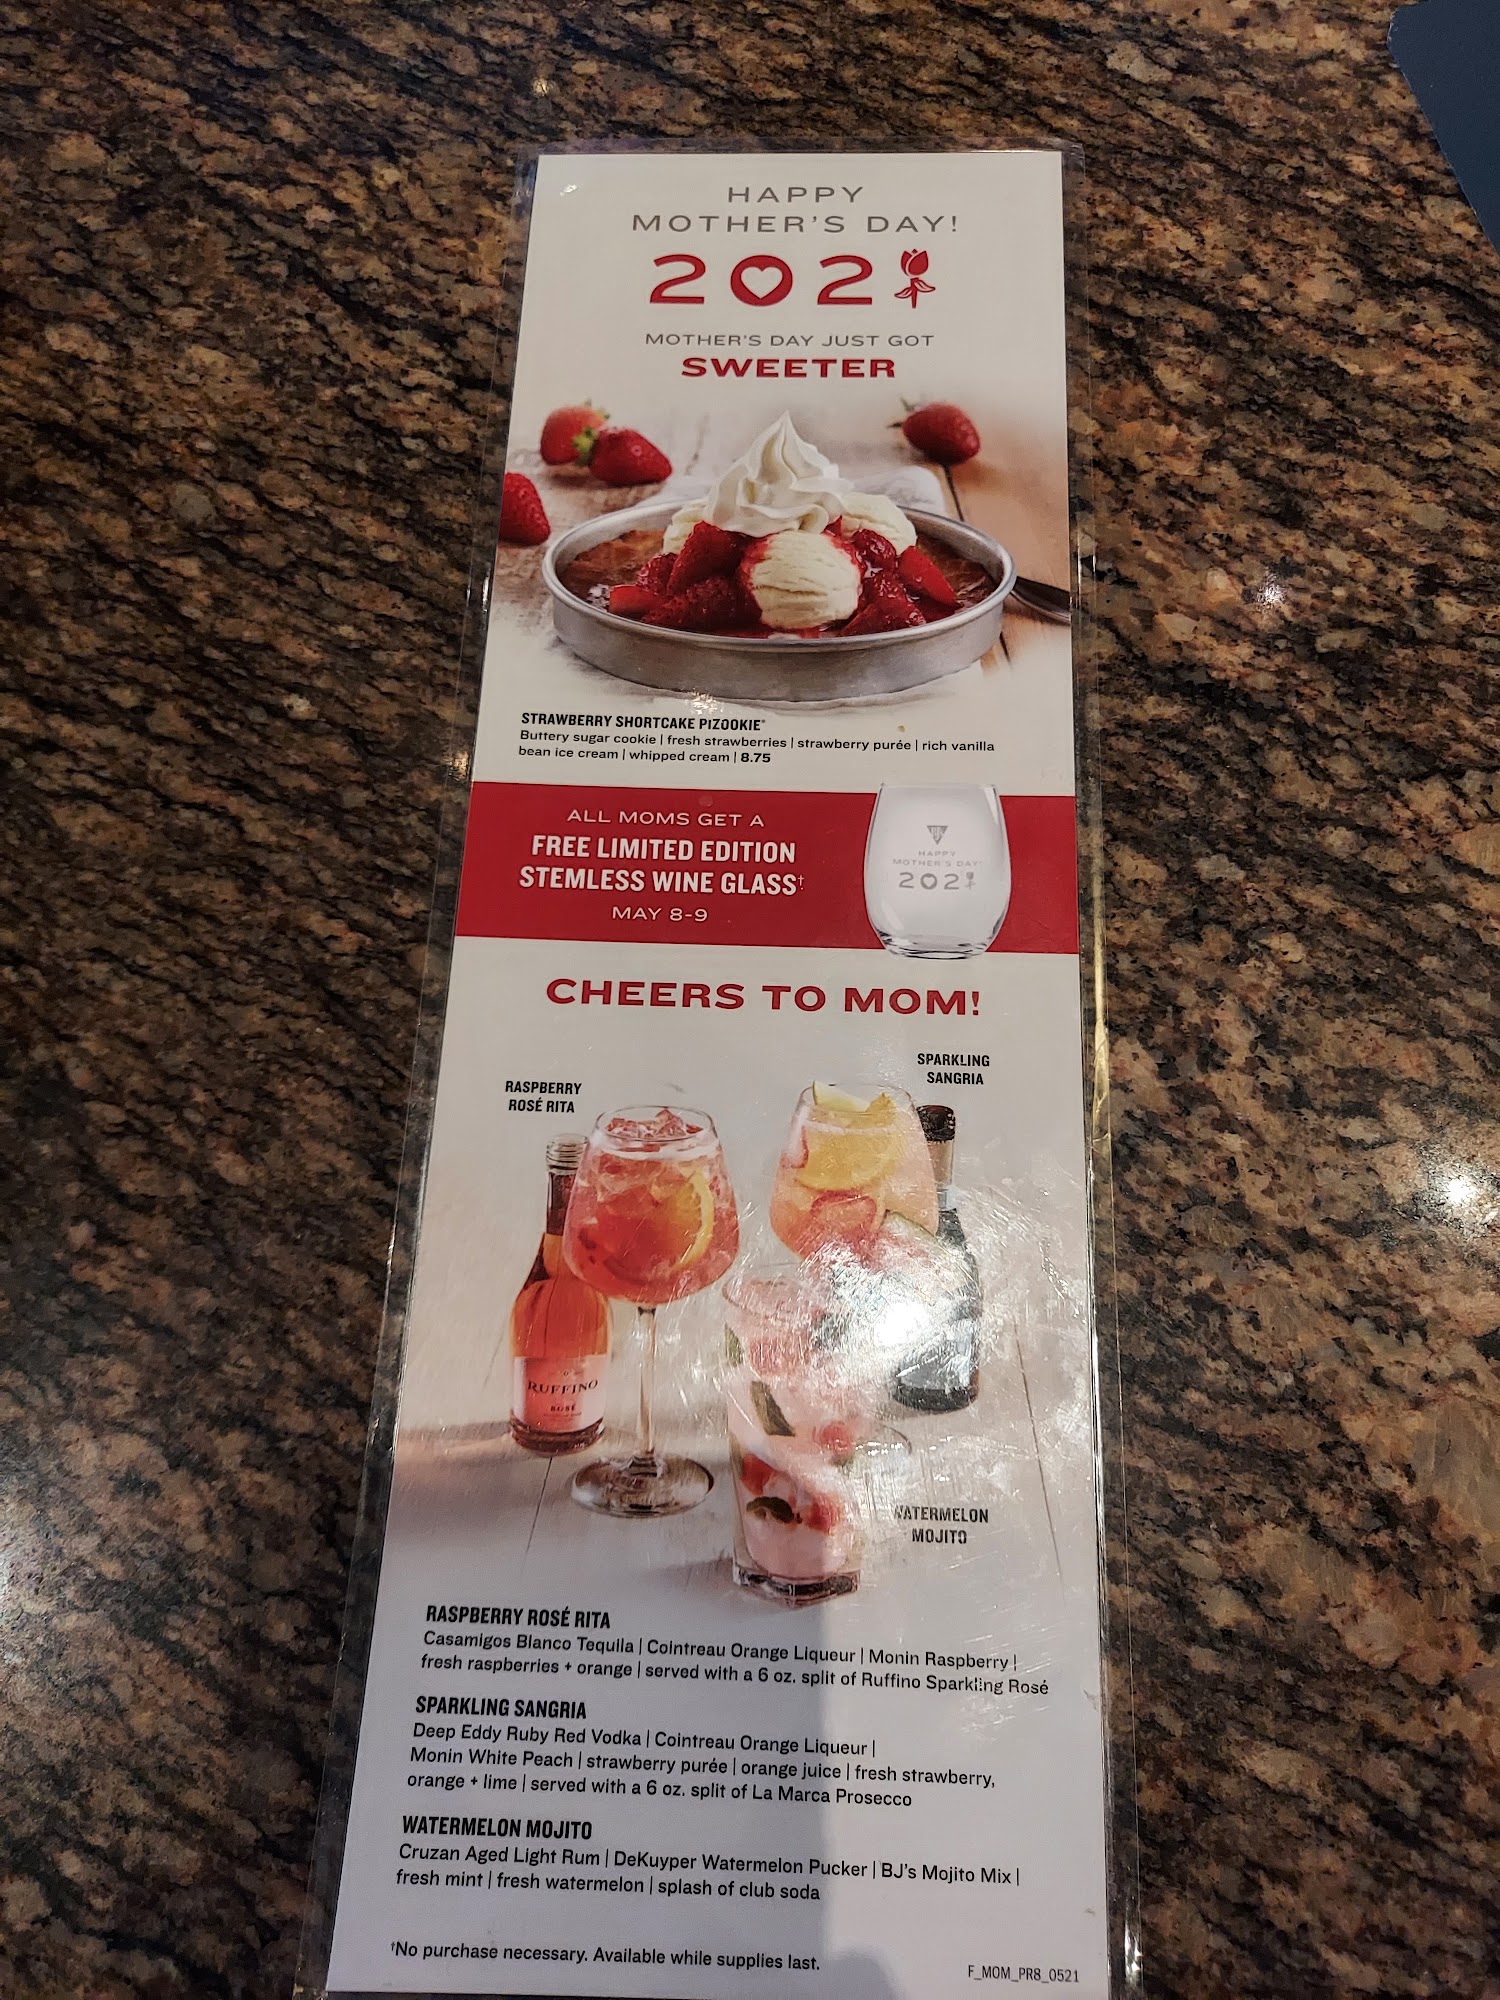 HAPPY
MOTHER'S DAY!
202
MOTHER'S DAY JUST GOT
SWEETER
STRAWBERRY SHORTCAKE PIZOOKIE®
Buttery sugar cookie | fresh strawberries | strawberry purée | rich vanilla
bean ice cream | whipped cream | 8.75
ALL MOMS GET A
FREE LIMITED EDITION
STEMLESS WINE GLASS†
MAY 8-9
HAPPY
MOTHER'S DAY!
202
CHEERS TO MOM!
SPARKLING
SANGRIA
RASPBERRY
ROSÉ RITA
RUFFINO
ROSÉ
WATERMELON
MOJITO
RASPBERRY ROSÉ RITA
Casamigos Blanco Tequila | Cointreau Orange Liqueur | Monin Raspberry |
fresh raspberries + orange | served with a 6 oz. split of Ruffino Sparkling Rosé
SPARKLING SANGRIA
Deep Eddy Ruby Red Vodka | Cointreau Orange Liqueur |
Monin White Peach | strawberry purée | orange juice | fresh strawberry,
orange + lime | served with a 6 oz. split of La Marca Prosecco
WATERMELON MOJITO
Cruzan Aged Light Rum | DeKuyper Watermelon Pucker | BJ's Mojito Mix |
fresh mint | fresh watermelon | splash of club soda
†No purchase necessary. Available while supplies last.
F_MOM_PR8_0521